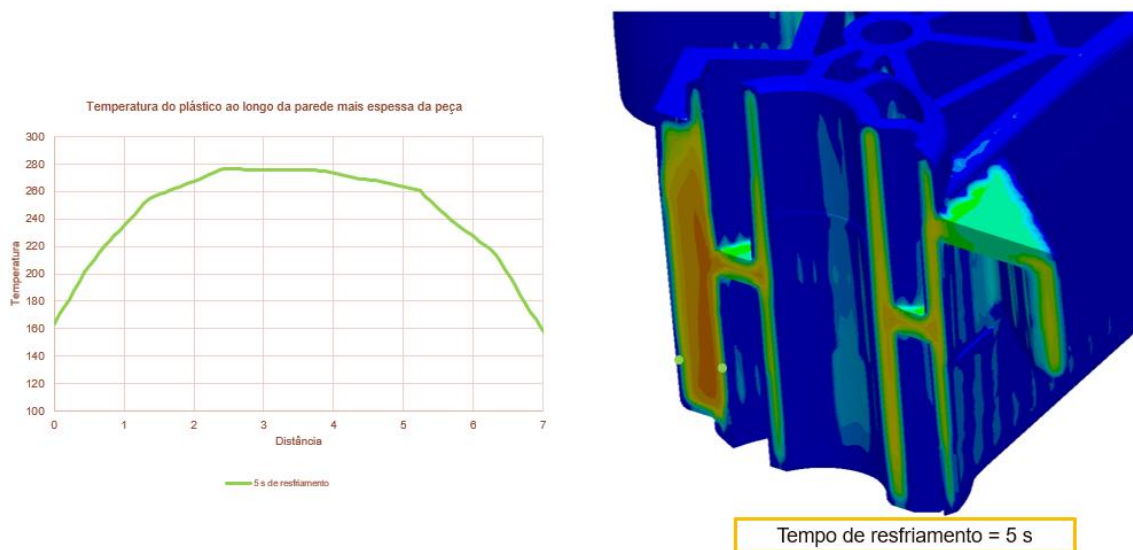 Temperatura do plástico ao longo da parede mais espessa da peça
300
280
260
240
220
200
180
160
140
120
100
Temperatura
0 1 2 3 4 5 6 7
Distância
5 s de resfriamento
Tempo de resfriamento = 5 s